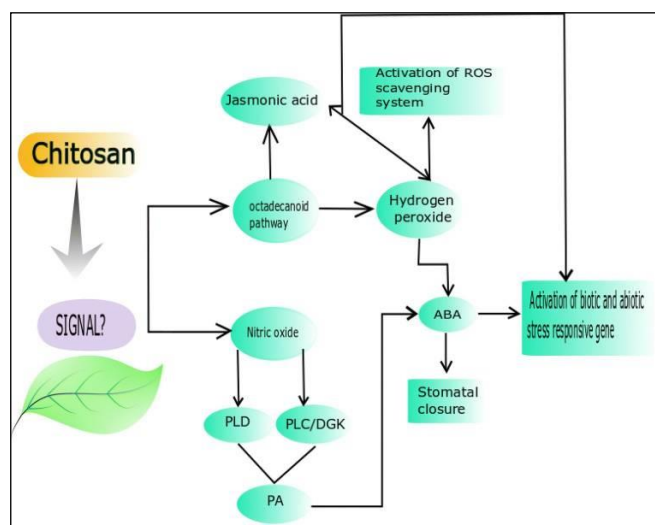 Chitosan
SIGNAL?
Jasmonic acid
Activation of ROS
scavenging
system
octadecanoid
pathway
Hydrogen
peroxide
Nitric oxide
ABA
Activation of biotic and abiotic
stress responsive gene
Stomatal
closure
PLD
PLC/DGK
PA